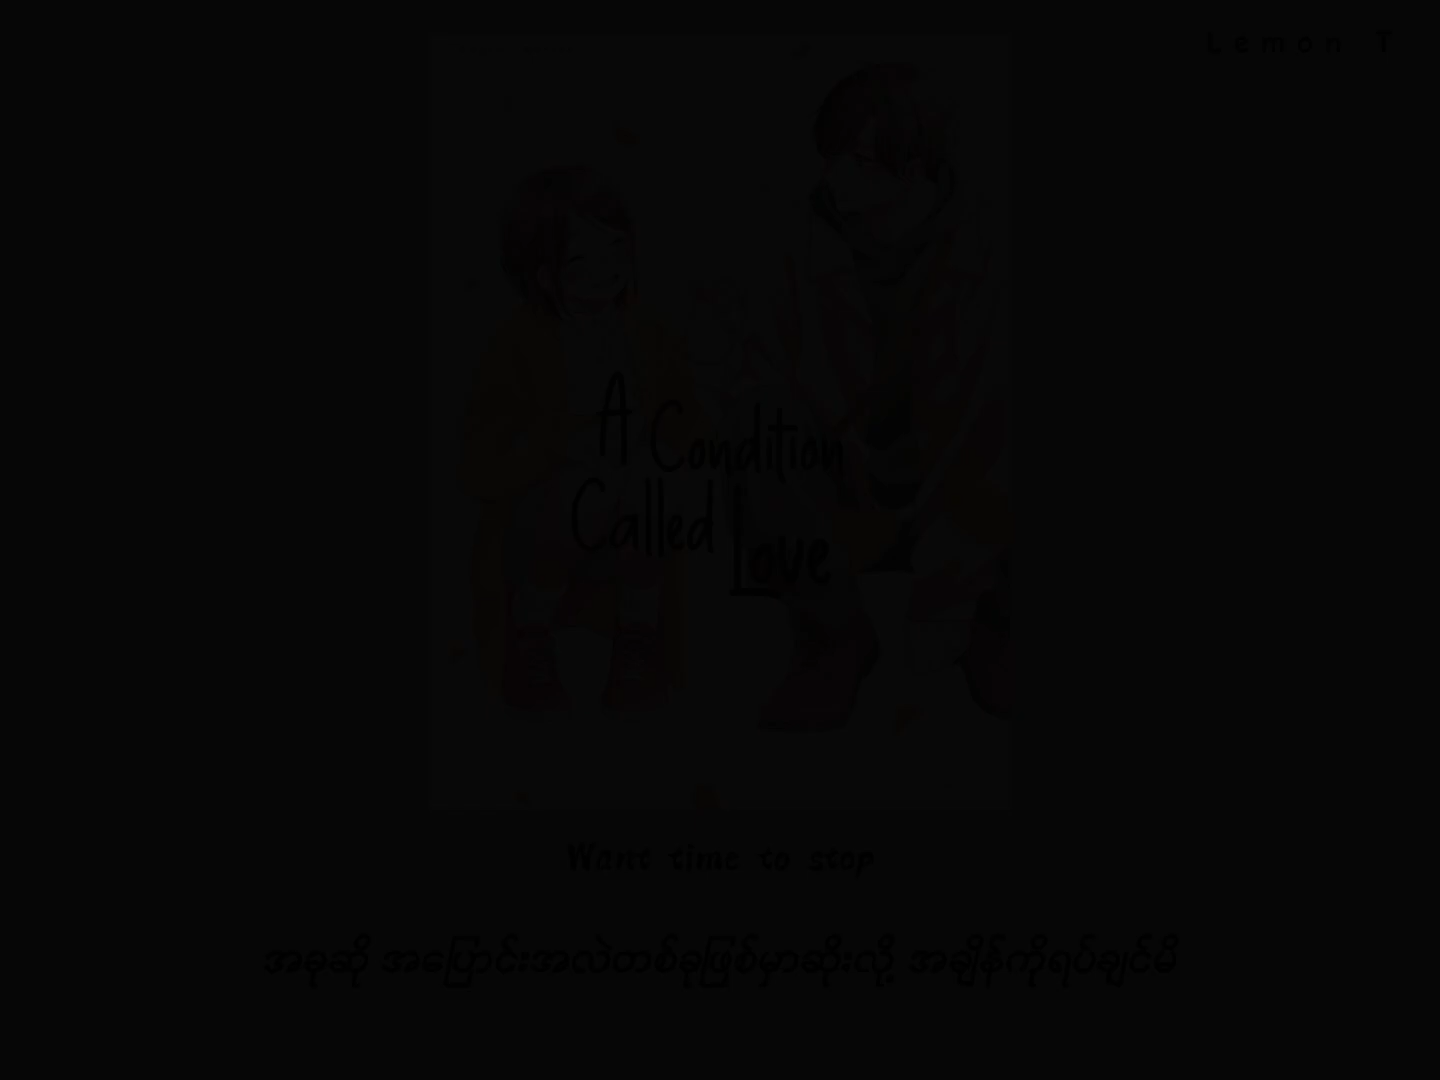 Lemon T
A Condition
Called Love
Want time to stop
အခုဆို အပြောင်းအလဲတစ်ခုဖြစ်မှာဆိုးလို့ အချိန်ကိုရပ်ချင်မိ